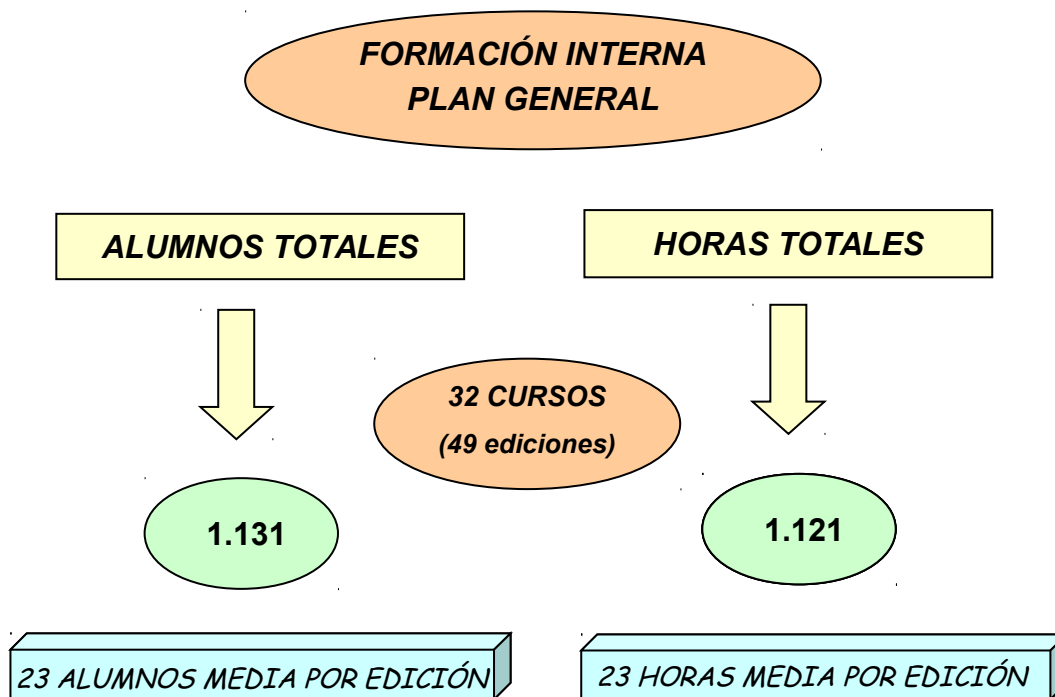 FORMACIÓN INTERNA
PLAN GENERAL
ALUMNOS TOTALES
HORAS TOTALES
32 CURSOS
(49 ediciones)
1.131
1.121
23 ALUMNOS MEDIA POR EDICIÓN
23 HORAS MEDIA POR EDICIÓN